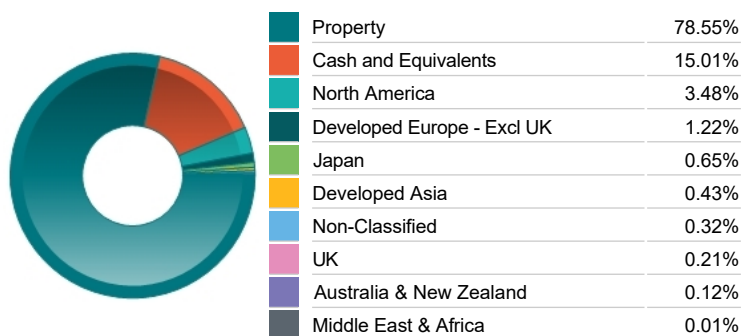 Property 78.55%
Cash and Equivalents 15.01%
North America 3.48%
Developed Europe - Excl UK 1.22%
Japan 0.65%
Developed Asia 0.43%
Non-Classified 0.32%
UK 0.21%
Australia & New Zealand 0.12%
Middle East & Africa 0.01%